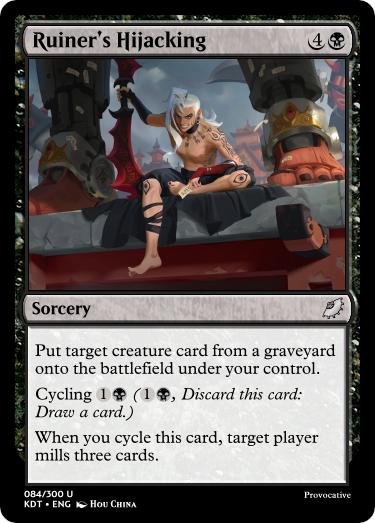 Ruiner's Hijacking 4
Sorcery
Put target creature card from a graveyard
onto the battlefield under your control.
Cycling 1 (1, Discard this card:
Draw a card.)
When you cycle this card, target player
mills three cards.
084/300 U
KDT • ENG Hou China
Provocative